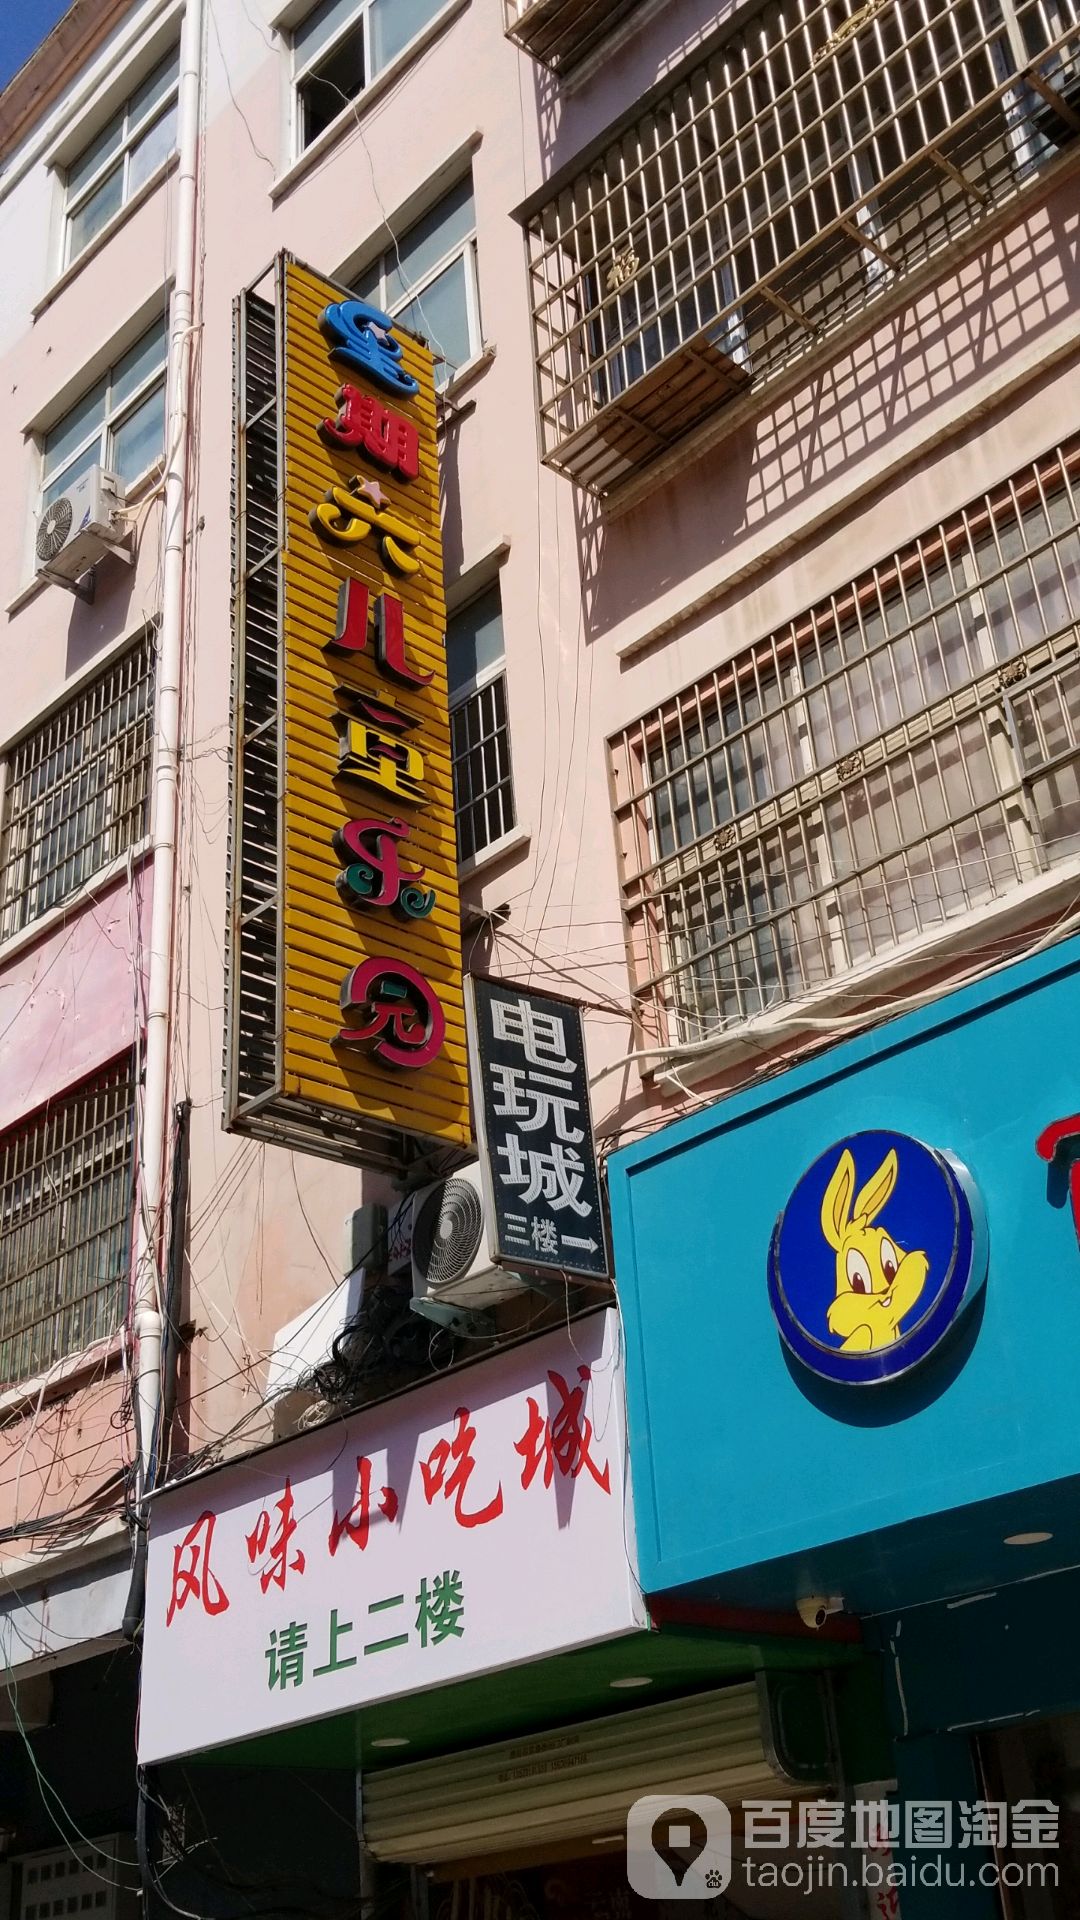 星期六儿童乐园
电玩城
三楼→
风味小吃城
请上二楼
百度地图淘金
taojin.baidu.com